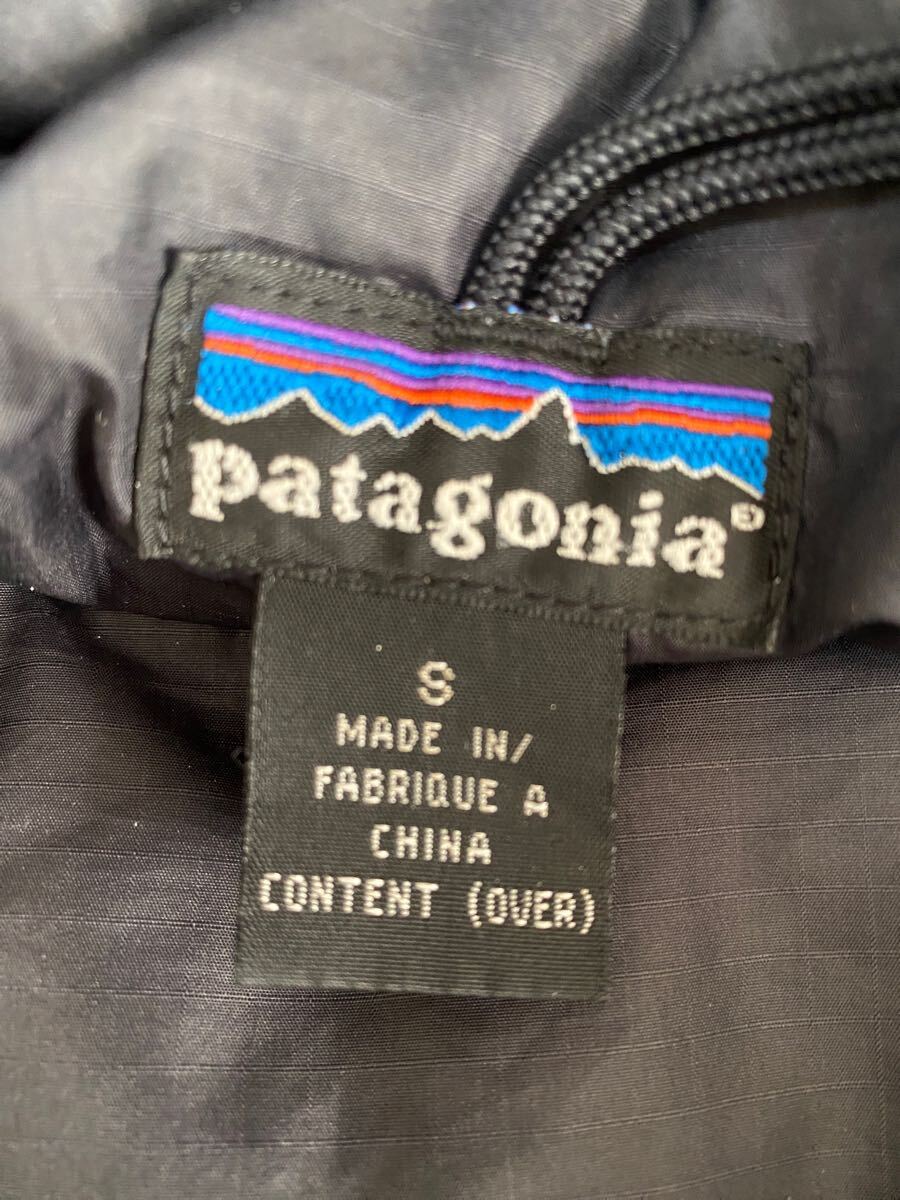 patagonia®
S
MADE IN/
FABRIQUE A
CHINA
CONTENT (OVER)